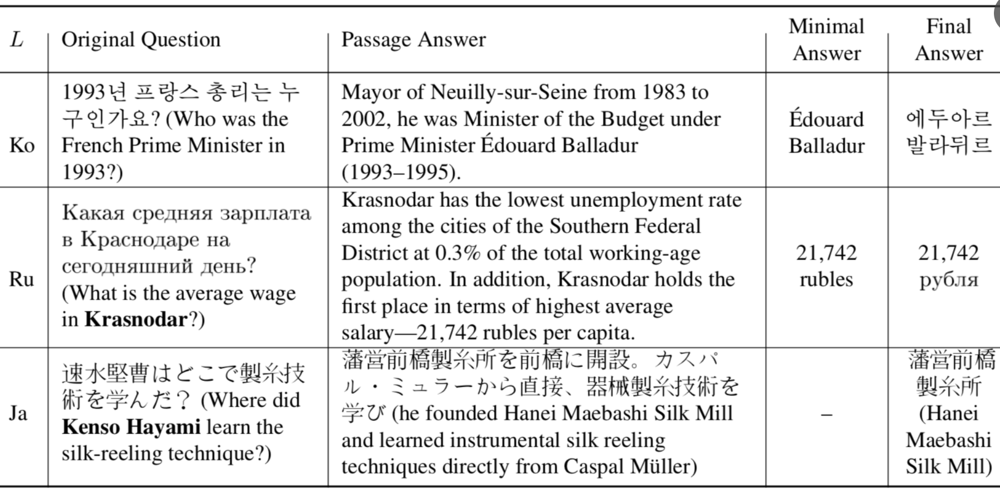 L
Original Question
Passage Answer
Minimal
Answer
Final
Answer
Ko
1993년 프랑스 총리는 누
구인가요? (Who was the
French Prime Minister in
1993?)
Mayor of Neuilly-sur-Seine from 1983 to
2002, he was Minister of the Budget under
Prime Minister Édouard Balladur
(1993–1995).
Édouard
Balladur
에두아르
발라뒤르
Ru
Какая средняя зарплата
в Краснодаре на
сегодняшний день?
(What is the average wage
in Krasnodar?)
Krasnodar has the lowest unemployment rate
among the cities of the Southern Federal
District at 0.3% of the total working-age
population. In addition, Krasnodar holds the
first place in terms of highest average
salary—21,742 rubles per capita.
21,742
rubles
21,742
рубля
Ja
速水堅曹はどこで製糸技
術を学んだ？ (Where did
Kenso Hayami learn the
silk-reeling technique?)
藩営前橋製糸所を前橋に開設。カスパ
ル・ミュラーから直接、器械製糸技術を
学び (he founded Hanei Maebashi Silk Mill
and learned instrumental silk reeling
techniques directly from Caspal Müller)
–
藩営前橋
製糸所
(Hanei
Maebashi
Silk Mill)